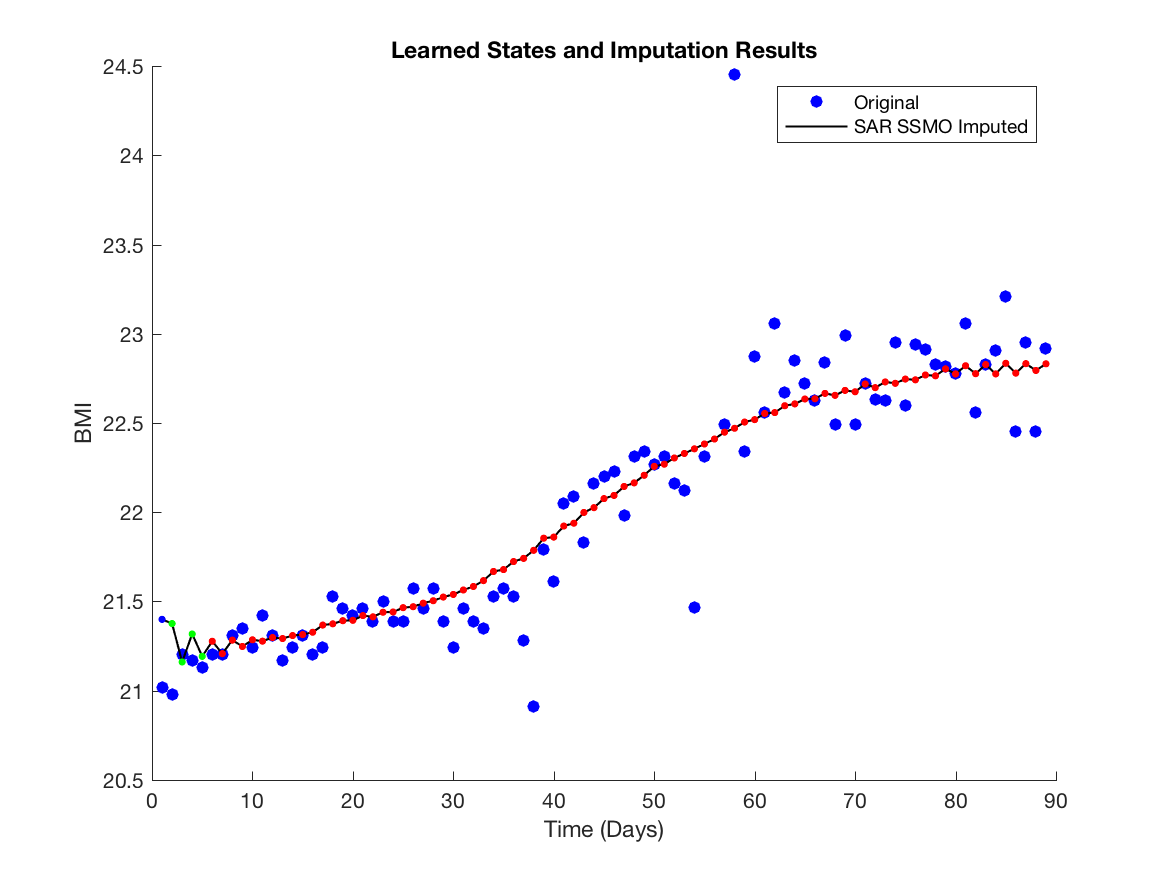 Learned States and Imputation Results
24.5
24
23.5
23
22.5
22
21.5
21
20.5
BMI
Original
SAR SSMO Imputed
0 10 20 30 40 50 60 70 80 90
Time (Days)